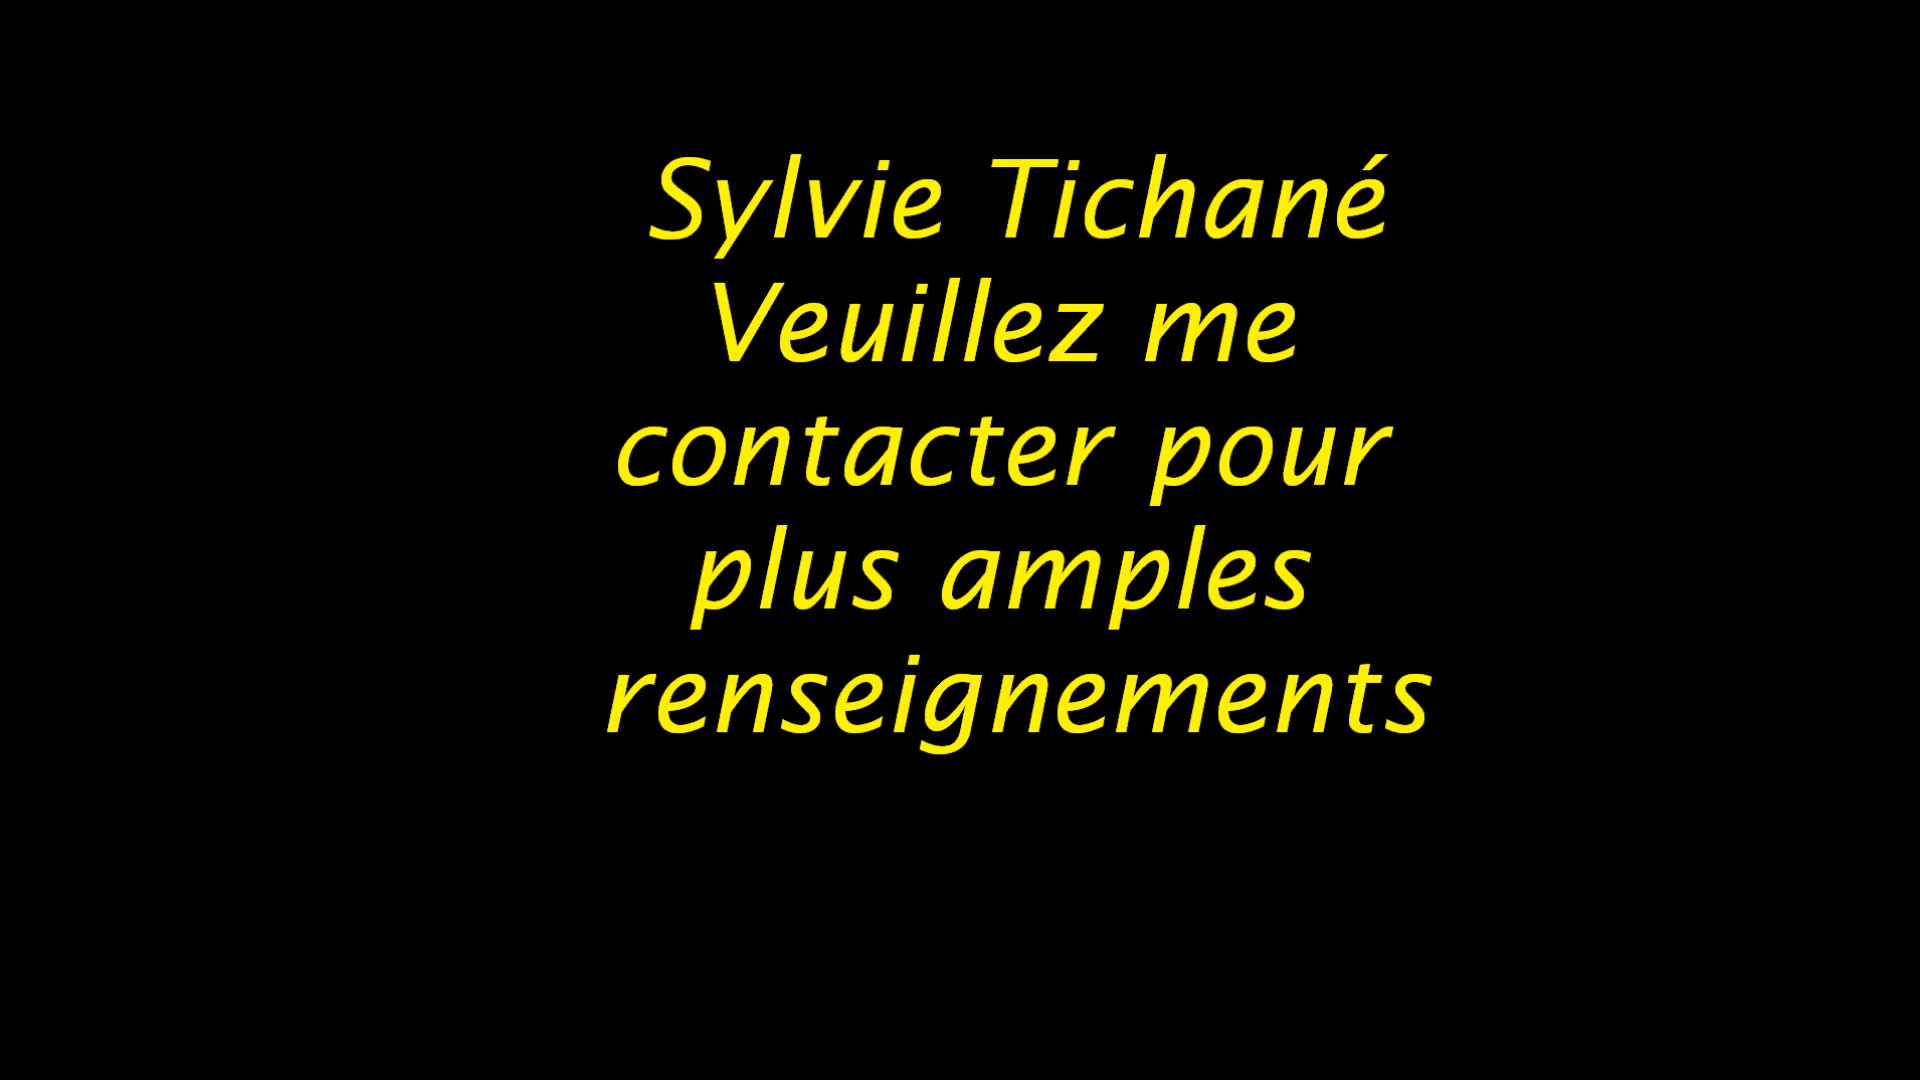 Sylvie Tichané
Veuillez me
contacter pour
plus amples
renseignements